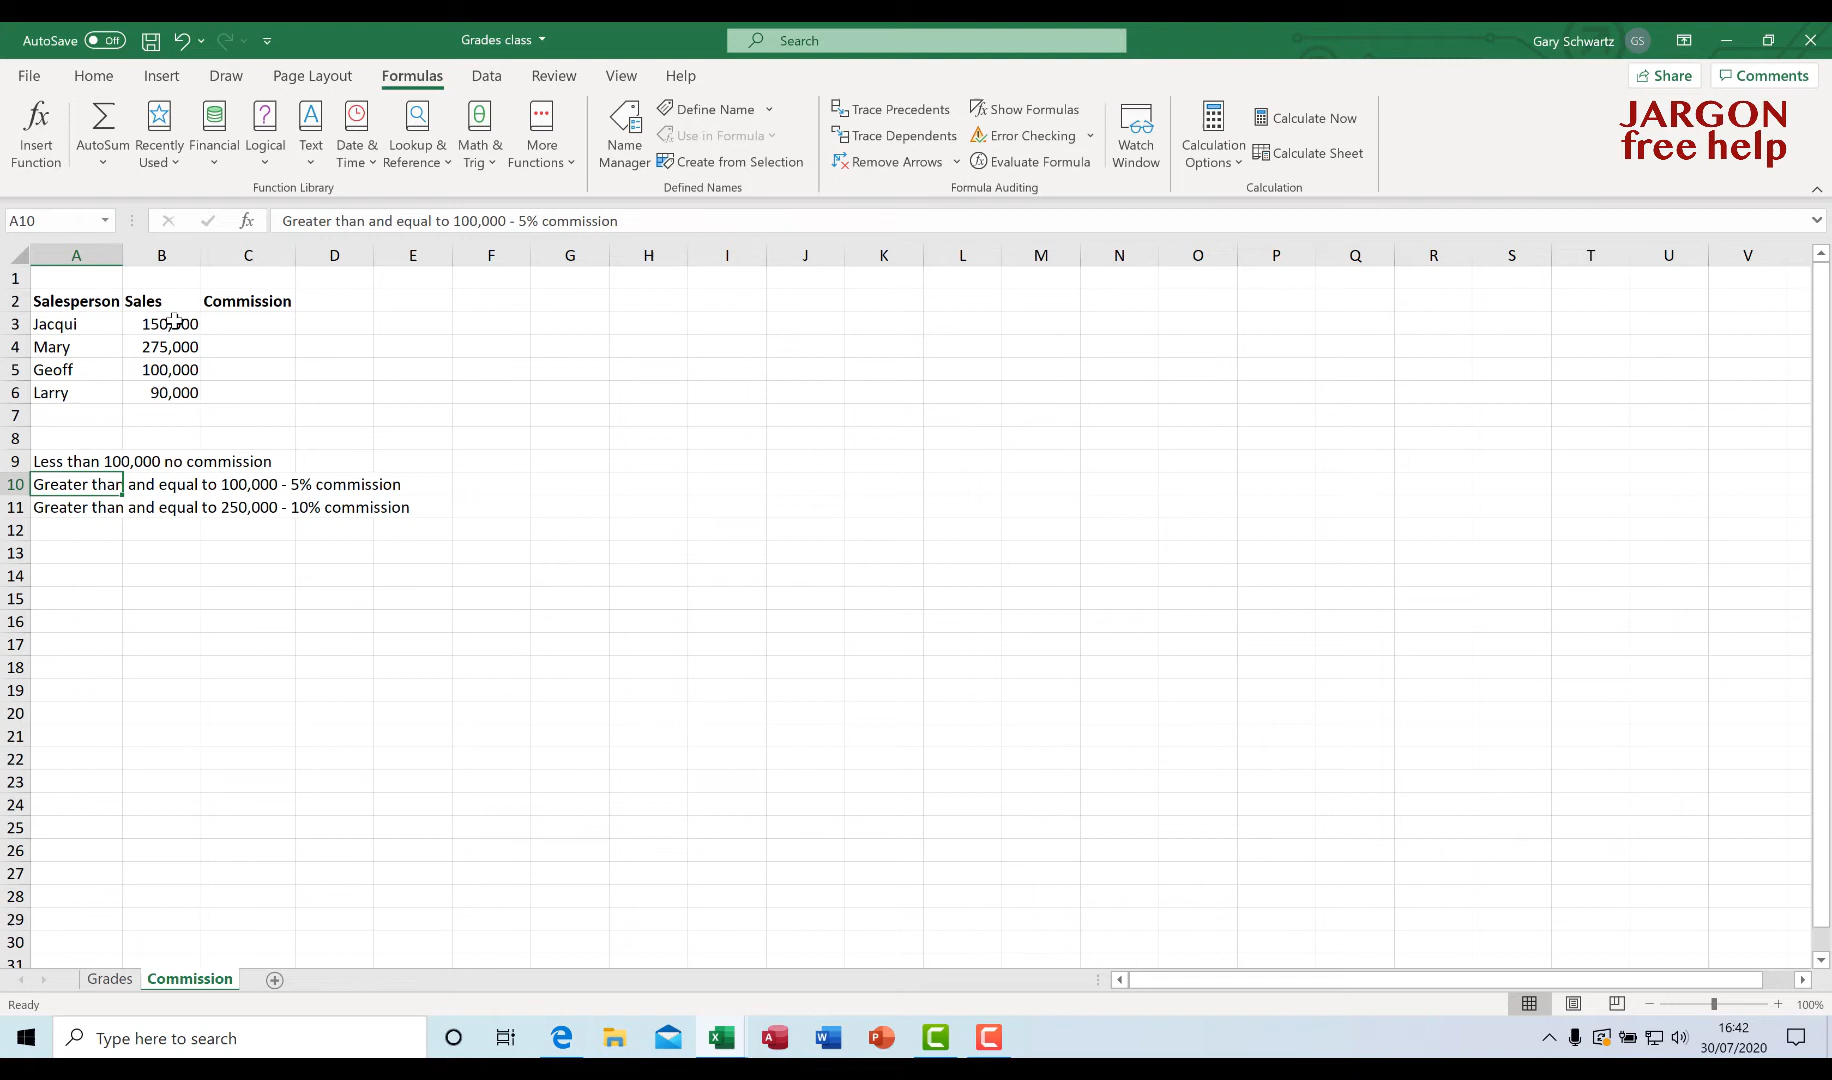 AutoSave Off Grades class Search Gary Schwartz GS
File Home Insert Draw Page Layout Formulas Data Review View Help Share Comments
Insert Function
AutoSum
Recently Used
Financial
Logical
Text
Date & Time
Lookup & Reference
Math & Trig
More Functions
Function Library
Name Manager
Define Name
Use in Formula
Create from Selection
Defined Names
Trace Precedents
Trace Dependents
Remove Arrows
Show Formulas
Error Checking
Evaluate Formula
Formula Auditing
Watch Window
Calculation Options
Calculate Now
Calculate Sheet
Calculation
JARGON
free help
A10 fx Greater than and equal to 100,000 - 5% commission
A B C D E F G H I J K L M N O P Q R S T U V
1
2 Salesperson Sales Commission
3 Jacqui 150,000
4 Mary 275,000
5 Geoff 100,000
6 Larry 90,000
7
8
9 Less than 100,000 no commission
10 Greater than and equal to 100,000 - 5% commission
11 Greater than and equal to 250,000 - 10% commission
12
13
14
15
16
17
18
19
20
21
22
23
24
25
26
27
28
29
30
31
Grades Commission
Ready 100%
Type here to search
16:42
30/07/2020